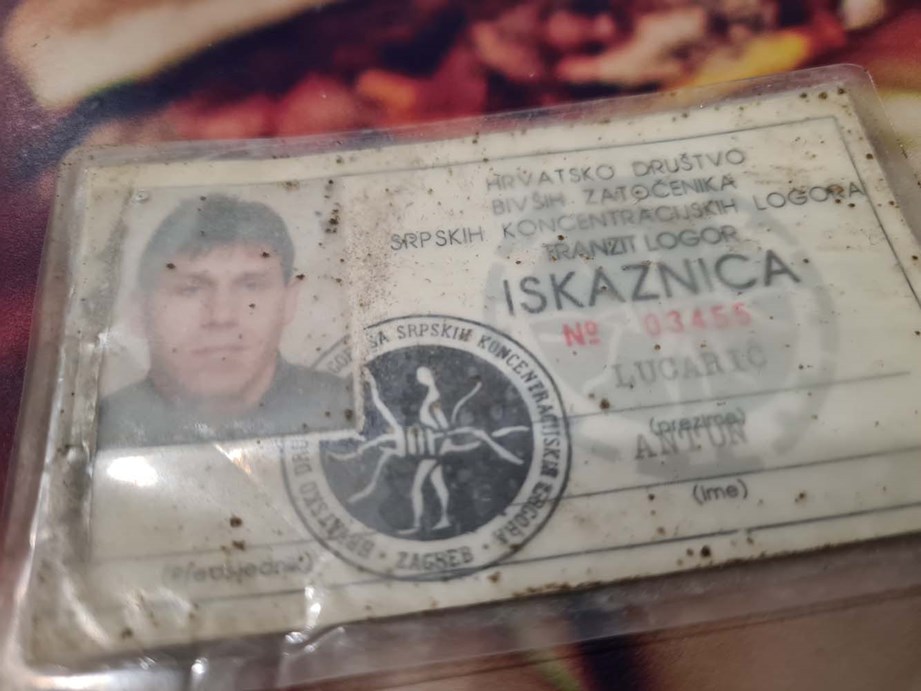 HRVATSKO DRUŠTVO
BIVŠIH ZATOČENIKA
SRPSKIH KONCENTRACIJSKIH LOGORA
TRANZIT LOGOR
ISKAZNICA
Nº 03455
LUCARIĆ
(prezime)
ANTUN
(ime)
SRPSKIH KONCENTRACIJSKIH LOGORA
ZAGREB
(Predsjednik)